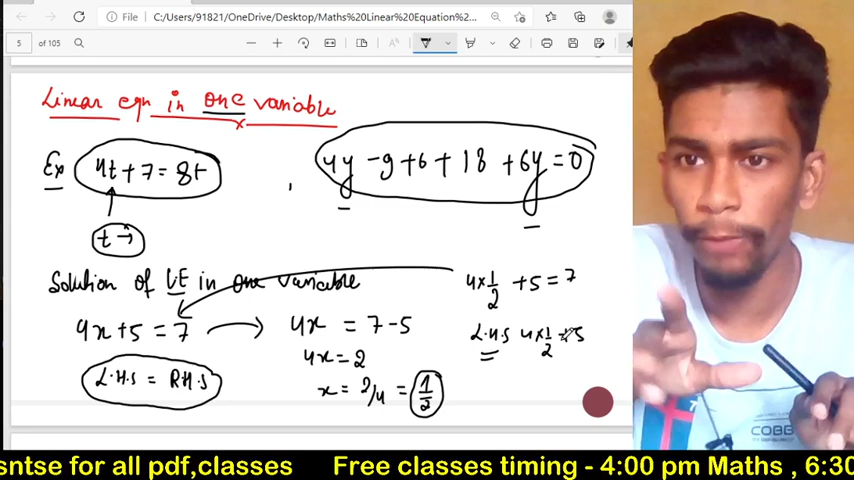 File C:/Users/91821/OneDrive/Desktop/Maths%20Linear%20Equation%2C...
5 of 105
Linear eqn in one variable
Ex 4t + 7 = 8t , 4y - 9 + 6 + 18 + 6y = 0
t →
Solution of LE in one variable
4x + 5 = 7
4x = 7 - 5
4x = 2
x = 2/4 = 1/2
L.H.S = R.H.S
4 × 1/2 + 5 = 7
L.H.S 4 × 1/2 + 5
COBB
sntse for all pdf,classes Free classes timing - 4:00 pm Maths , 6:30